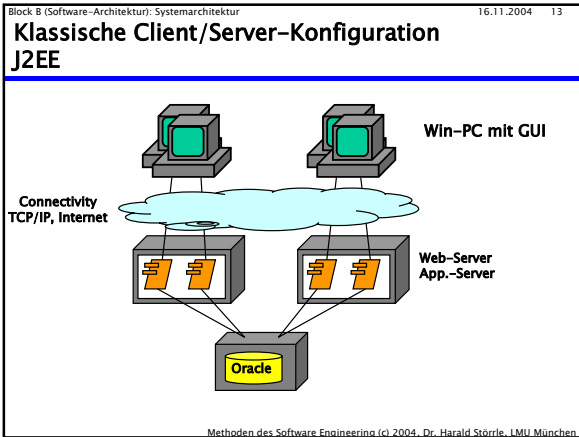 Block B (Software-Architektur): Systemarchitektur 16.11.2004 13
Klassische Client/Server-Konfiguration
J2EE
Win-PC mit GUI
Connectivity
TCP/IP, Internet
Web-Server
App.-Server
Oracle
Methoden des Software Engineering (c) 2004, Dr. Harald Störrle, LMU München